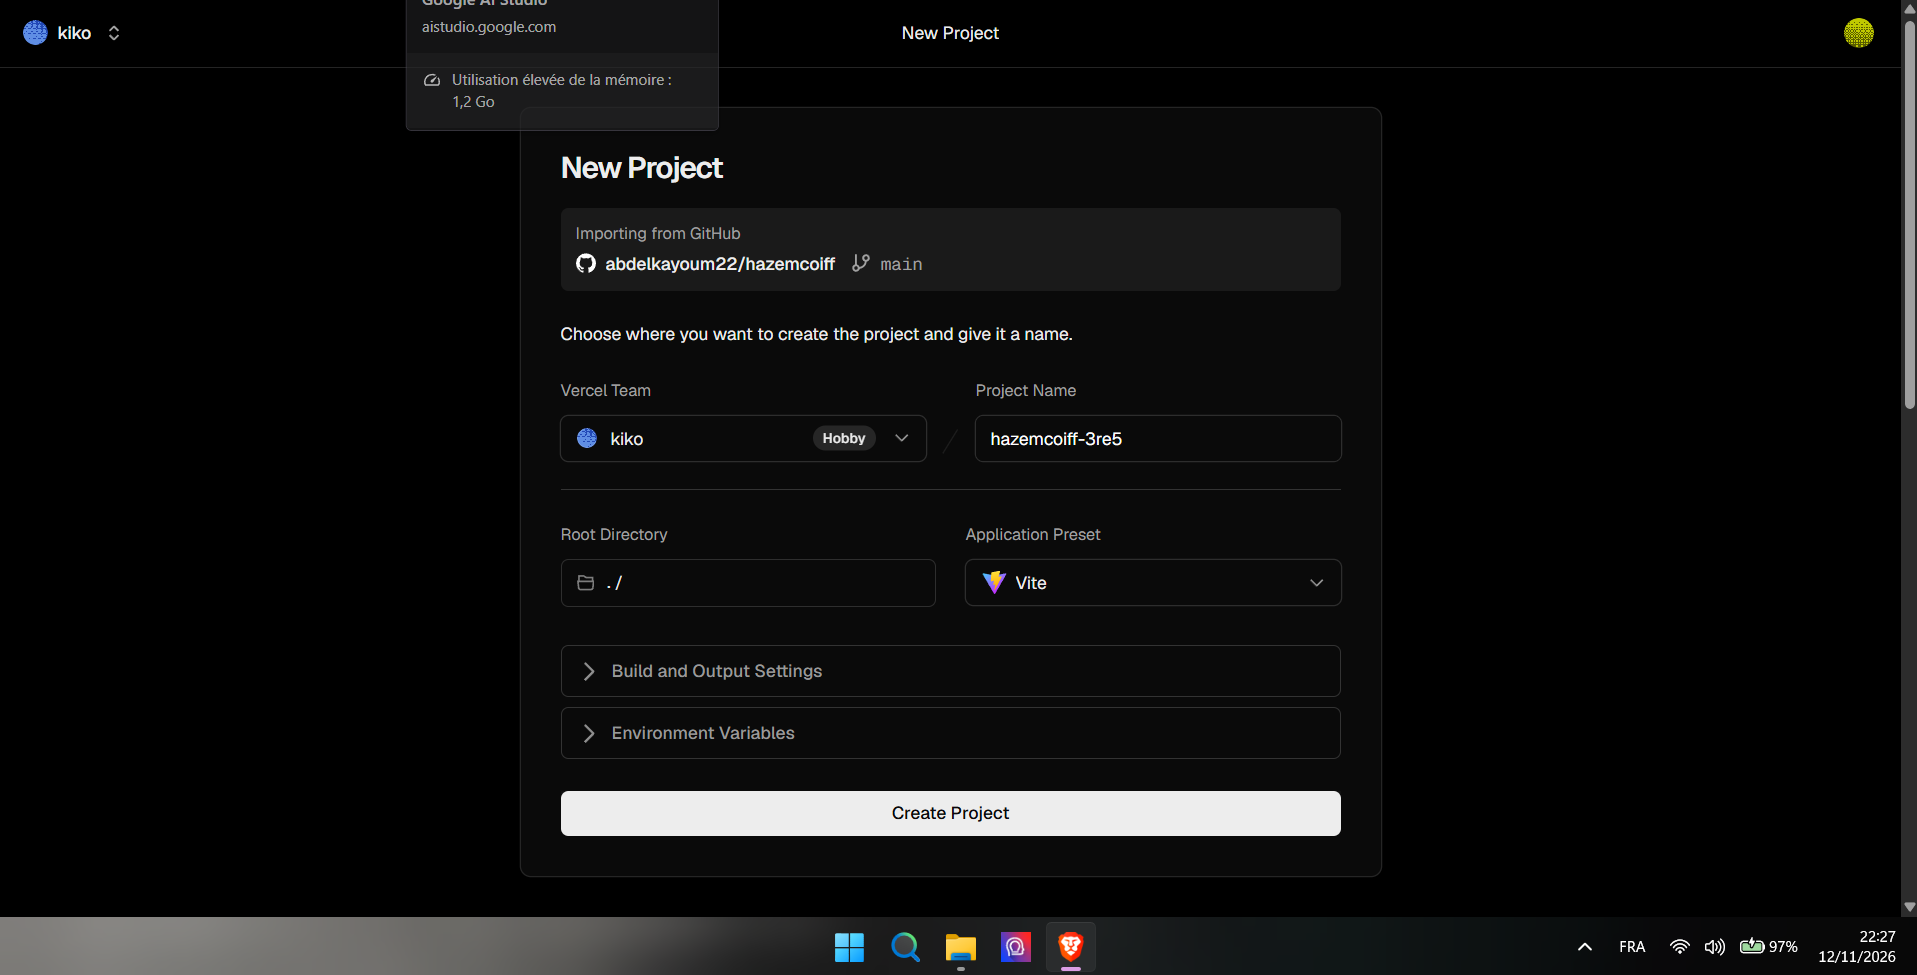 kiko
Google AI Studio
aistudio.google.com
Utilisation élevée de la mémoire :
1,2 Go
New Project
New Project
Importing from GitHub
abdelkayoum22/hazemcoiff main
Choose where you want to create the project and give it a name.
Vercel Team
Project Name
kiko Hobby
hazemcoiff-3re5
Root Directory
Application Preset
./
Vite
Build and Output Settings
Environment Variables
Create Project
FRA
97%
22:27
12/11/2026